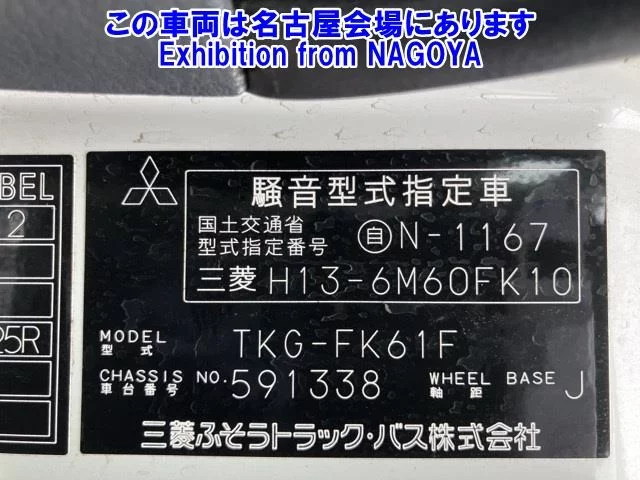 この車両は名古屋会場にあります
Exhibition from NAGOYA
BEL
2
25R
騒音型式指定車
国土交通省
型式指定番号 自N-1167
三菱 H13-6M60FK10
MODEL
型式 TKG-FK61F
CHASSIS NO.
車台番号 591338 WHEEL BASE
軸距 J
三菱ふそうトラック・バス株式会社